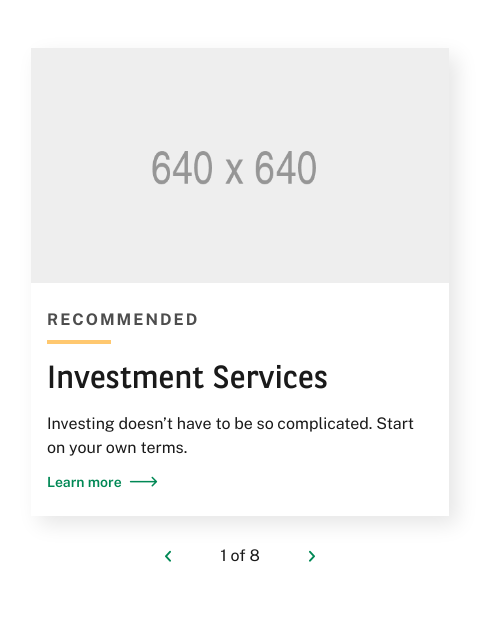 640 x 640
RECOMMENDED
Investment Services
Investing doesn’t have to be so complicated. Start
on your own terms.
Learn more
1 of 8